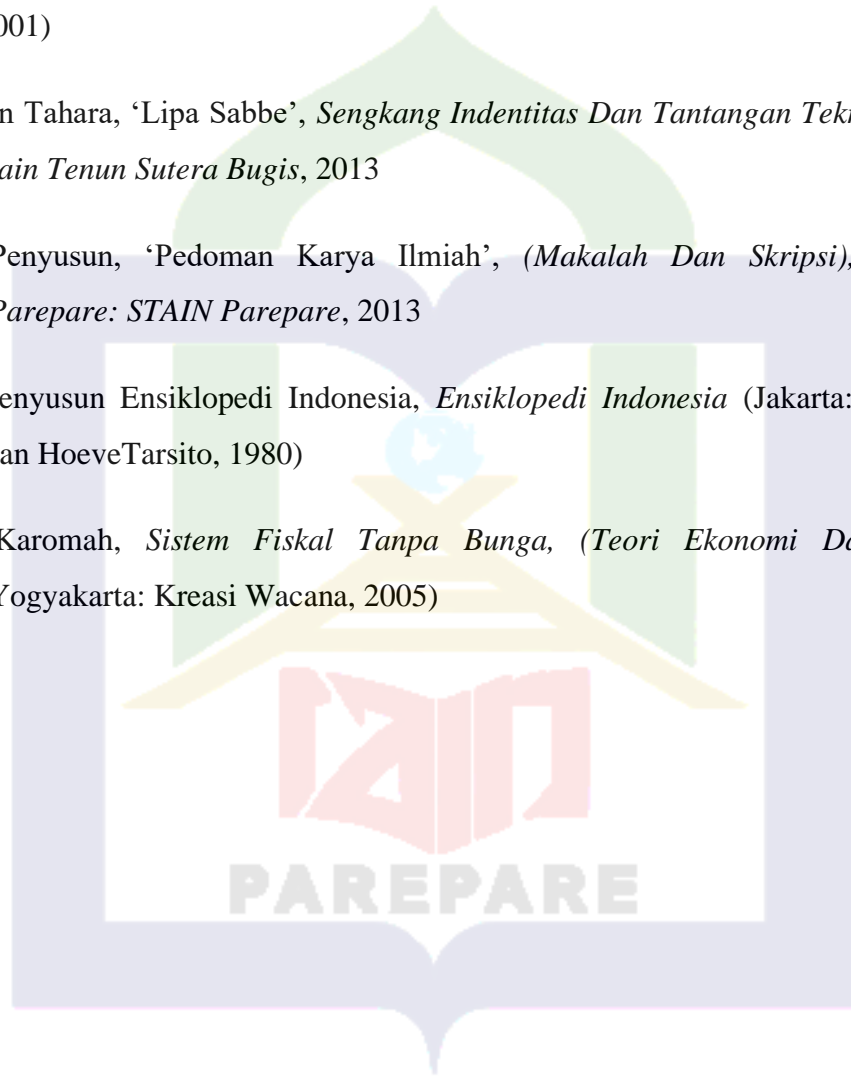 001)
n Tahara, ‘Lipa Sabbe’, Sengkang Indentitas Dan Tantangan Tekn
ain Tenun Sutera Bugis, 2013
Penyusun, ‘Pedoman Karya Ilmiah’, (Makalah Dan Skripsi),
Parepare: STAIN Parepare, 2013
enyusun Ensiklopedi Indonesia, Ensiklopedi Indonesia (Jakarta:
an HoeveTarsito, 1980)
Karomah, Sistem Fiskal Tanpa Bunga, (Teori Ekonomi Da
Yogyakarta: Kreasi Wacana, 2005)
iain
PAREPARE